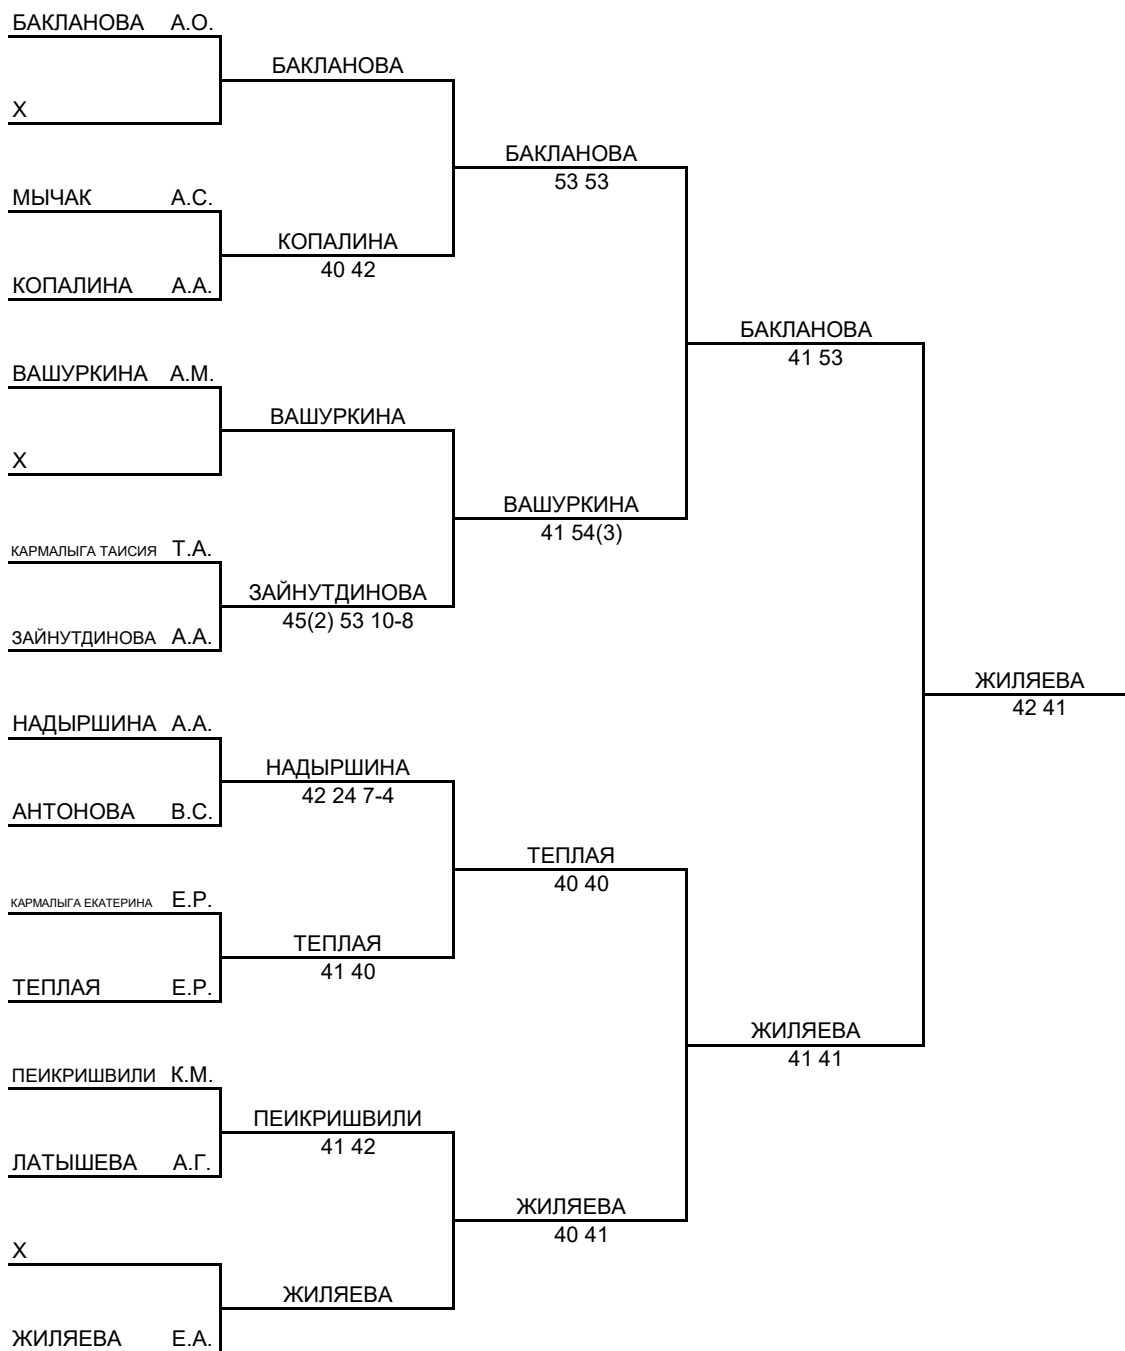 БАКЛАНОВА А.О.
БАКЛАНОВА
Х
БАКЛАНОВА
53 53
МЫЧАК А.С.
КОПАЛИНА
40 42
КОПАЛИНА А.А.
БАКЛАНОВА
41 53
ВАШУРКИНА А.М.
ВАШУРКИНА
Х
ВАШУРКИНА
41 54(3)
КАРМАЛЫГА ТАИСИЯ Т.А.
ЗАЙНУТДИНОВА
45(2) 53 10-8
ЗАЙНУТДИНОВА А.А.
ЖИЛЯЕВА
42 41
НАДЫРШИНА А.А.
НАДЫРШИНА
42 24 7-4
АНТОНОВА В.С.
ТЕПЛАЯ
40 40
КАРМАЛЫГА ЕКАТЕРИНА Е.Р.
ТЕПЛАЯ
41 40
ТЕПЛАЯ Е.Р.
ЖИЛЯЕВА
41 41
ПЕИКРИШВИЛИ К.М.
ПЕИКРИШВИЛИ
41 42
ЛАТЫШЕВА А.Г.
ЖИЛЯЕВА
40 41
Х
ЖИЛЯЕВА
ЖИЛЯЕВА Е.А.